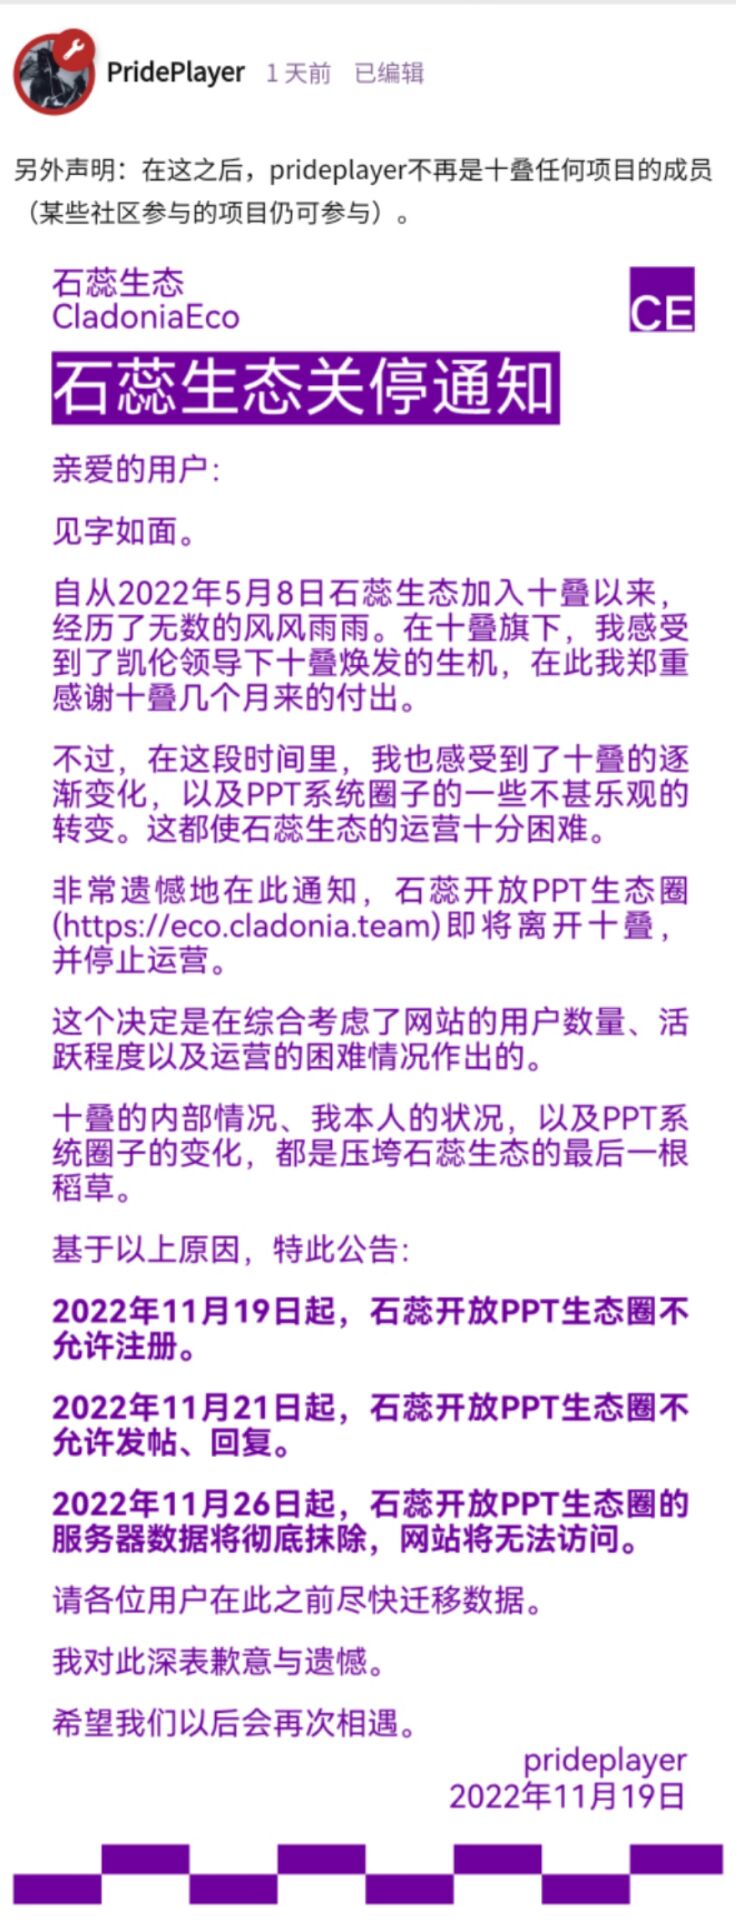 PridePlayer 1 天前 已编辑
另外声明：在这之后，prideplayer不再是十叠任何项目的成员
（某些社区参与的项目仍可参与）。
石蕊生态
CladoniaEco
CE
石蕊生态关停通知
亲爱的用户：
见字如面。
自从2022年5月8日石蕊生态加入十叠以来，
经历了无数的风风雨雨。在十叠旗下，我感受
到了凯伦领导下十叠焕发的生机，在此我郑重
感谢十叠几个月来的付出。
不过，在这段时间里，我也感受到了十叠的逐
渐变化，以及PPT系统圈子的一些不甚乐观的
转变。这都使石蕊生态的运营十分困难。
非常遗憾地在此通知，石蕊开放PPT生态圈
(https://eco.cladonia.team)即将离开十叠，
并停止运营。
这个决定是在综合考虑了网站的用户数量、活
跃程度以及运营的困难情况作出的。
十叠的内部情况、我本人的状况，以及PPT系
统圈子的变化，都是压垮石蕊生态的最后一根
稻草。
基于以上原因，特此公告：
2022年11月19日起，石蕊开放PPT生态圈不
允许注册。
2022年11月21日起，石蕊开放PPT生态圈不
允许发帖、回复。
2022年11月26日起，石蕊开放PPT生态圈的
服务器数据将彻底抹除，网站将无法访问。
请各位用户在此之前尽快迁移数据。
我对此深表歉意与遗憾。
希望我们以后会再次相遇。
prideplayer
2022年11月19日